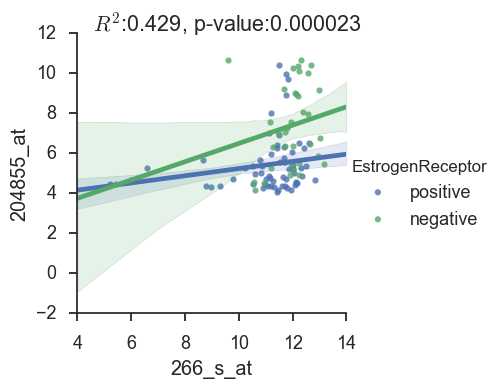 R²:0.429, p-value:0.000023
12
10
8
6
4
2
0
−2
204855_at
4 6 8 10 12 14
266_s_at
EstrogenReceptor
positive
negative